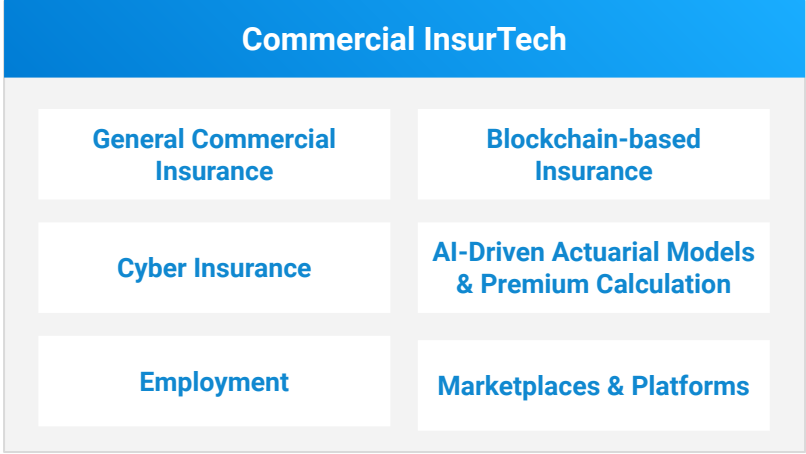 Commercial InsurTech
General Commercial
Insurance
Blockchain-based
Insurance
Cyber Insurance
AI-Driven Actuarial Models
& Premium Calculation
Employment
Marketplaces & Platforms